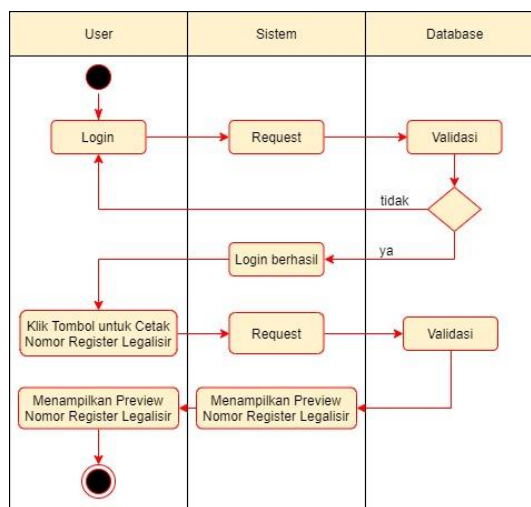 User
Sistem
Database
Login
Request
Validasi
tidak
ya
Login berhasil
Klik Tombol untuk Cetak
Nomor Register Legalisir
Request
Validasi
Menampilkan Preview
Nomor Register Legalisir
Menampilkan Preview
Nomor Register Legalisir